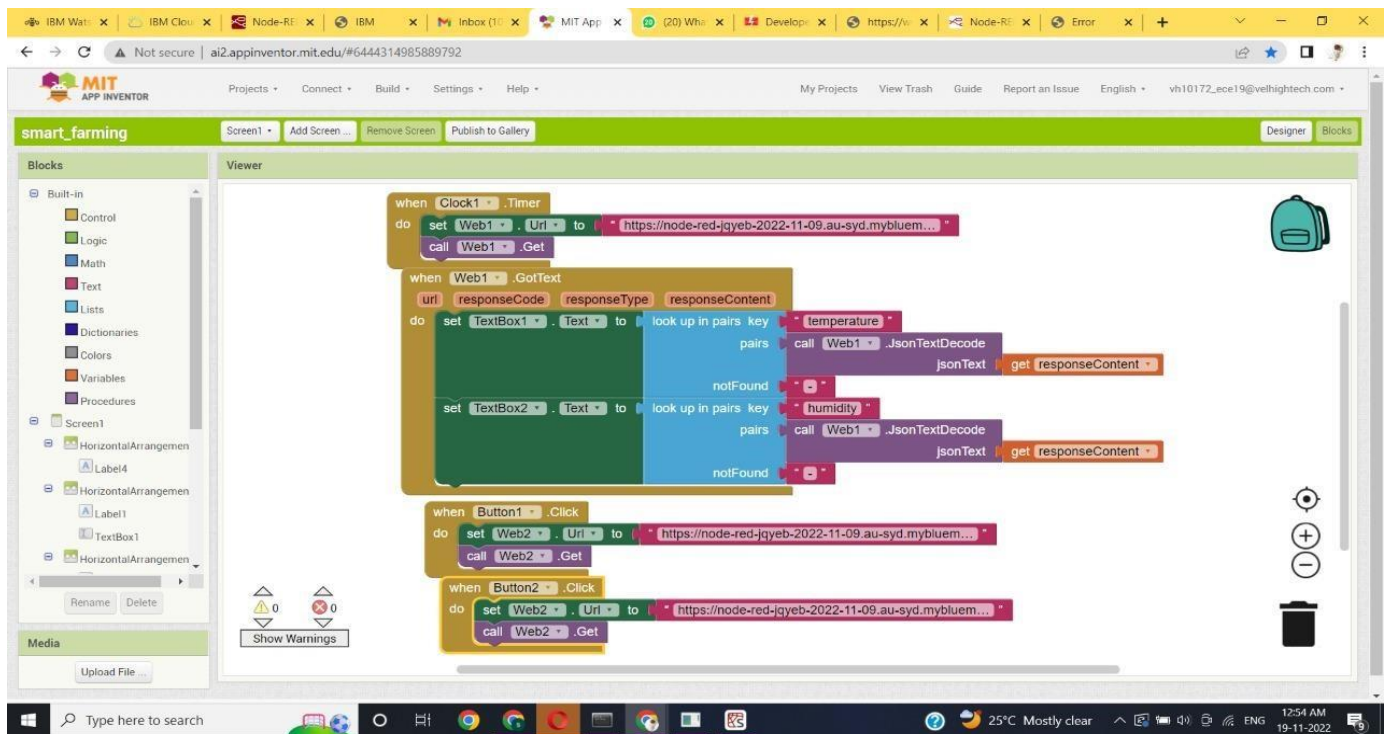 IBM Wats IBM Clou Node-RE IBM Inbox (1 MIT App (20) Wha Develope https://w Node-RE Error
Not secure ai2.appinventor.mit.edu/#6444314985889792
MIT
APP INVENTOR
Projects Connect Build Settings Help My Projects View Trash Guide Report an Issue English vh10172_ece19@velhightech.com
smart_farming Screen1 Add Screen ... Remove Screen Publish to Gallery Designer Blocks
Blocks Viewer
Built-in
Control
Logic
Math
Text
Lists
Dictionaries
Colors
Variables
Procedures
Screen1
HorizontalArrangemen
Label4
HorizontalArrangemen
Label1
TextBox1
HorizontalArrangemen
Rename Delete
Media
Upload File ...
when Clock1 .Timer
do set Web1 . Url to " https://node-red-jqyeb-2022-11-09.au-syd.mybluem... "
call Web1 .Get
when Web1 .GotText
url responseCode responseType responseContent
do set TextBox1 . Text to look up in pairs key " temperature "
pairs call Web1 .JsonTextDecode
jsonText get responseContent
notFound " - "
set TextBox2 . Text to look up in pairs key " humidity "
pairs call Web1 .JsonTextDecode
jsonText get responseContent
notFound " - "
when Button1 .Click
do set Web2 . Url to " https://node-red-jqyeb-2022-11-09.au-syd.mybluem... "
call Web2 .Get
when Button2 .Click
do set Web2 . Url to " https://node-red-jqyeb-2022-11-09.au-syd.mybluem... "
call Web2 .Get
0 0
Show Warnings
Type here to search 25°C Mostly clear ENG 12:54 AM
19-11-2022